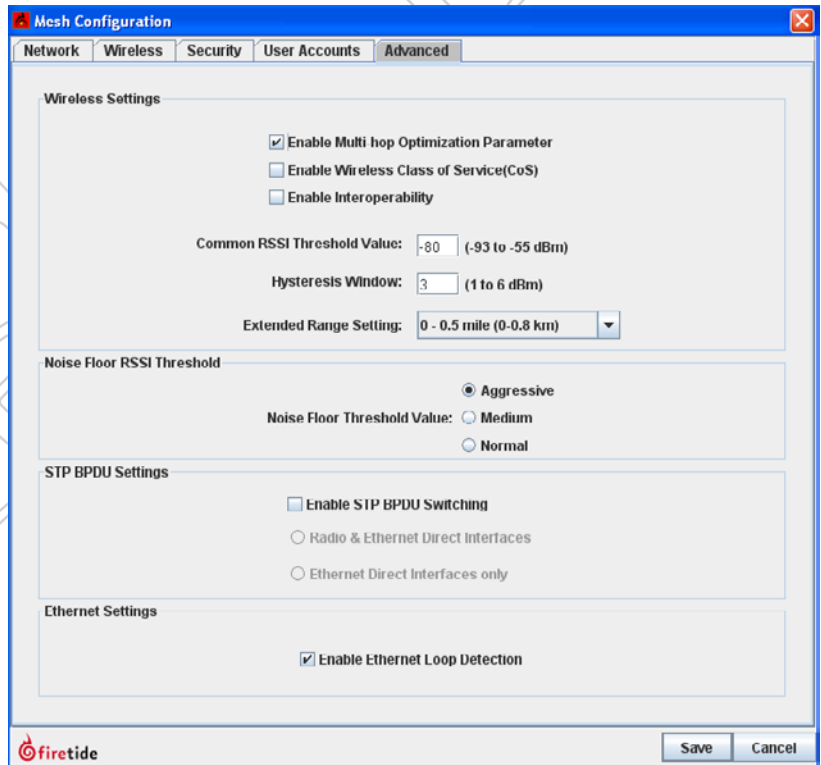 Mesh Configuration
Network Wireless Security User Accounts Advanced
Wireless Settings
Enable Multi hop Optimization Parameter
Enable Wireless Class of Service(CoS)
Enable Interoperability
Common RSSI Threshold Value: -80 (-93 to -55 dBm)
Hysteresis Window: 3 (1 to 6 dBm)
Extended Range Setting: 0 - 0.5 mile (0-0.8 km)
Noise Floor RSSI Threshold
Aggressive
Noise Floor Threshold Value: Medium
Normal
STP BPDU Settings
Enable STP BPDU Switching
Radio & Ethernet Direct Interfaces
Ethernet Direct Interfaces only
Ethernet Settings
Enable Ethernet Loop Detection
firetide Save Cancel